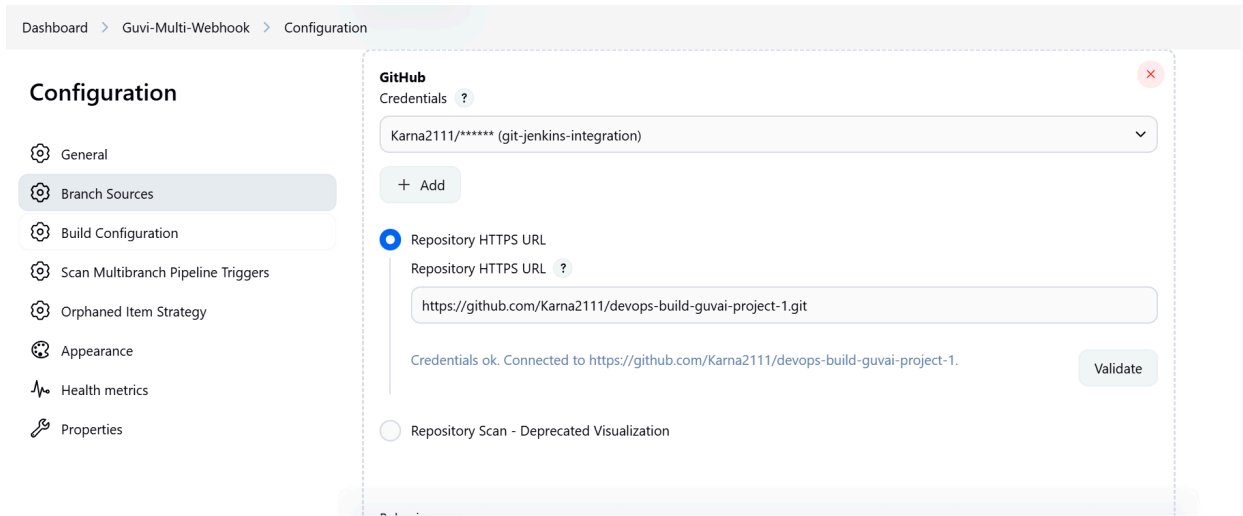 Dashboard > Guvi-Multi-Webhook > Configuration
Configuration
General
Branch Sources
Build Configuration
Scan Multibranch Pipeline Triggers
Orphaned Item Strategy
Appearance
Health metrics
Properties
GitHub
Credentials ?
Karna2111/****** (git-jenkins-integration)
+ Add
Repository HTTPS URL
Repository HTTPS URL ?
https://github.com/Karna2111/devops-build-guvai-project-1.git
Credentials ok. Connected to https://github.com/Karna2111/devops-build-guvai-project-1.
Validate
Repository Scan - Deprecated Visualization